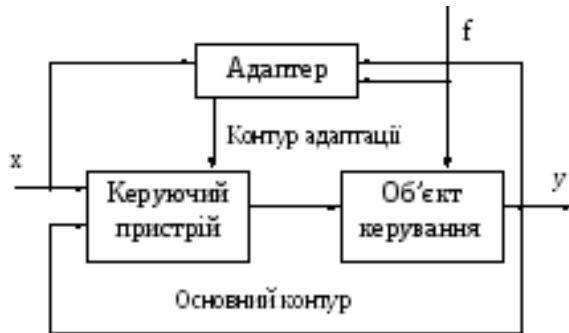 f
Адаптер
Контур адаптації
x
Керуючий
пристрій
Об’єкт
керування
y
Основний контур